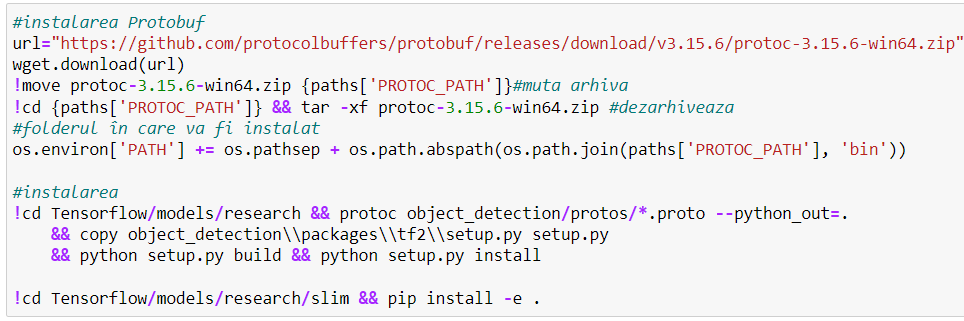 #instalarea Protobuf
url="https://github.com/protocolbuffers/protobuf/releases/download/v3.15.6/protoc-3.15.6-win64.zip"
wget.download(url)
!move protoc-3.15.6-win64.zip {paths['PROTOC_PATH']}#muta arhiva
!cd {paths['PROTOC_PATH']} && tar -xf protoc-3.15.6-win64.zip #dezarhiveaza
#folderul în care va fi instalat
os.environ['PATH'] += os.pathsep + os.path.abspath(os.path.join(paths['PROTOC_PATH'], 'bin'))
#instalarea
!cd Tensorflow/models/research && protoc object_detection/protos/*.proto --python_out=.
&& copy object_detection\\packages\\tf2\\setup.py setup.py
&& python setup.py build && python setup.py install
!cd Tensorflow/models/research/slim && pip install -e .